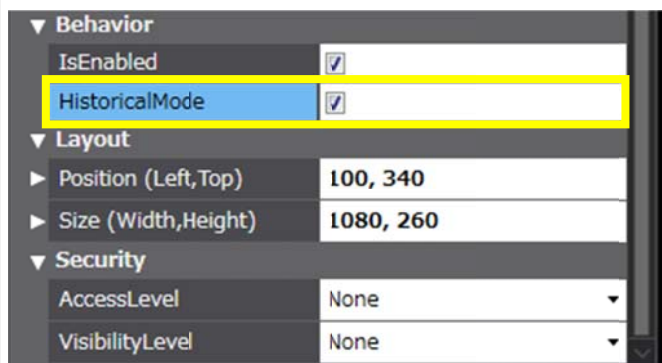 Behavior
IsEnabled
HistoricalMode
Layout
Position (Left,Top) 100, 340
Size (Width,Height) 1080, 260
Security
AccessLevel None
VisibilityLevel None